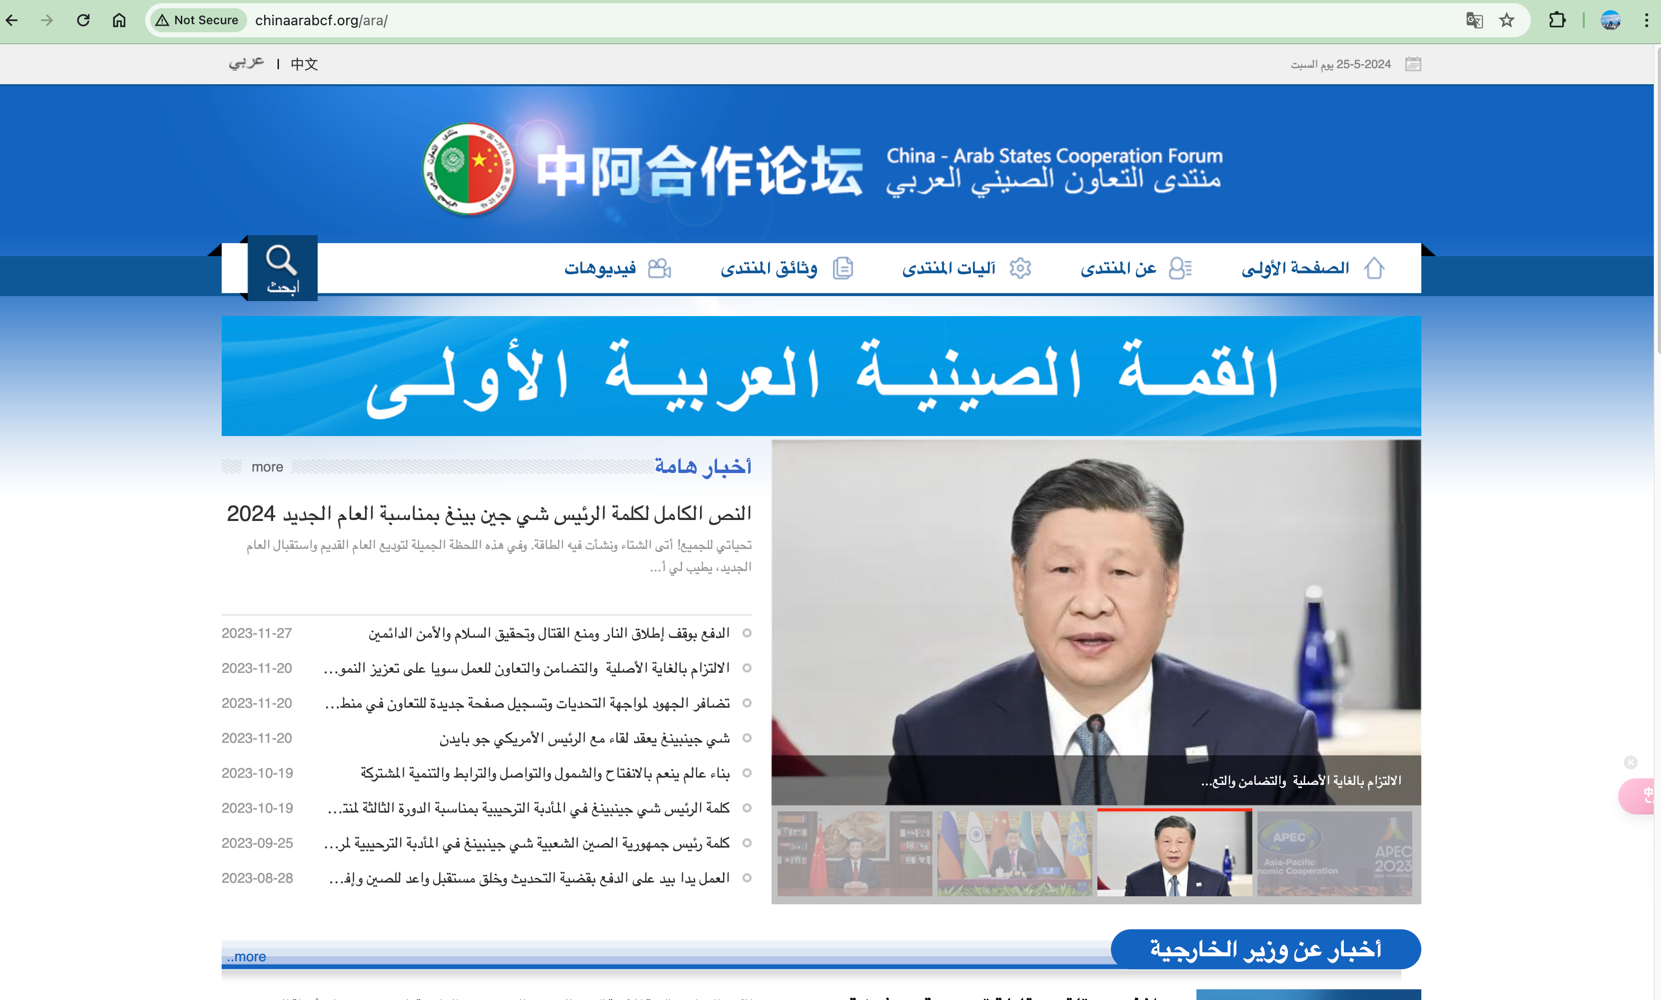 Not Secure
chinaarabcf.org/ara/
عربي | 中文
25-5-2024 يوم السبت
中阿合作论坛
China - Arab States Cooperation Forum
منتدى التعاون الصيني العربي
الصفحة الأولى
عن المنتدى
آليات المنتدى
وثائق المنتدى
فيديوهات
ابحث
القمة الصينية العربية الأولى
أخبار هامة
more
النص الكامل لكلمة الرئيس شي جين بينغ بمناسبة العام الجديد 2024
تحياتي للجميع! أتى الشتاء ونشأت فيه الطاقة. وفي هذه اللحظة الجميلة لتوديع العام القديم واستقبال العام
الجديد، يطيب لي أ...
الدفع بوقف إطلاق النار ومنع القتال وتحقيق السلام والأمن الدائمين 2023-11-27
الالتزام بالغاية الأصلية والتضامن والتعاون للعمل سويا على تعزيز النمو... 2023-11-20
تضافر الجهود لمواجهة التحديات وتسجيل صفحة جديدة للتعاون في منط... 2023-11-20
شي جينبينغ يعقد لقاء مع الرئيس الأمريكي جو بايدن 2023-11-20
بناء عالم ينعم بالانفتاح والشمول والتواصل والترابط والتنمية المشتركة 2023-10-19
كلمة الرئيس شي جينبينغ في المأدبة الترحيبية بمناسبة الدورة الثالثة لمنتد... 2023-10-19
كلمة رئيس جمهورية الصين الشعبية شي جينبينغ في المأدبة الترحيبية لمر... 2023-09-25
العمل يدا بيد على الدفع بقضية التحديث وخلق مستقبل واعد للصين وإف... 2023-08-28
الالتزام بالغاية الأصلية والتضامن والتع...
APEC
Asia-Pacific
nomic Cooperation
APEC
2023
أخبار عن وزير الخارجية
more..